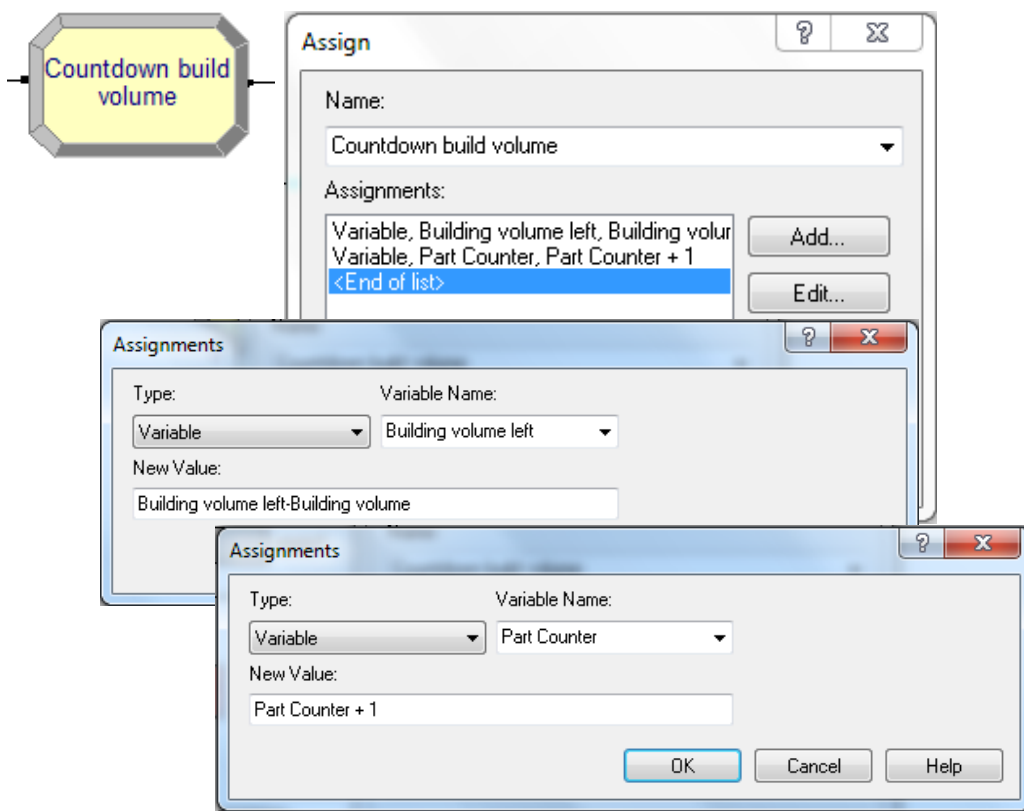 Countdown build
volume
Assign
Name:
Countdown build volume
Assignments:
Variable, Building volume left, Building volur
Variable, Part Counter, Part Counter + 1
<End of list>
Add...
Edit...
Assignments
Type:
Variable Name:
Variable
Building volume left
New Value:
Building volume left-Building volume
Assignments
Type:
Variable Name:
Variable
Part Counter
New Value:
Part Counter + 1
OK
Cancel
Help